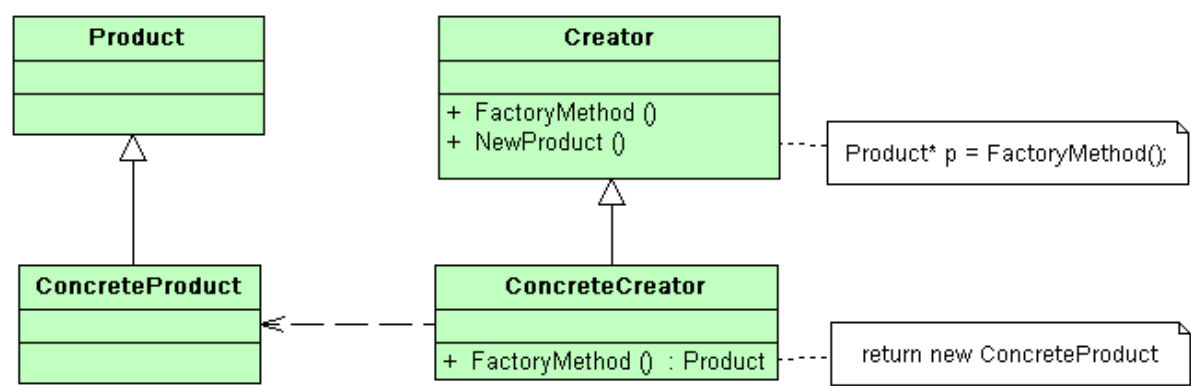 Product
Creator
+ FactoryMethod ()
+ NewProduct ()
Product* p = FactoryMethod();
ConcreteProduct
ConcreteCreator
+ FactoryMethod () : Product
return new ConcreteProduct